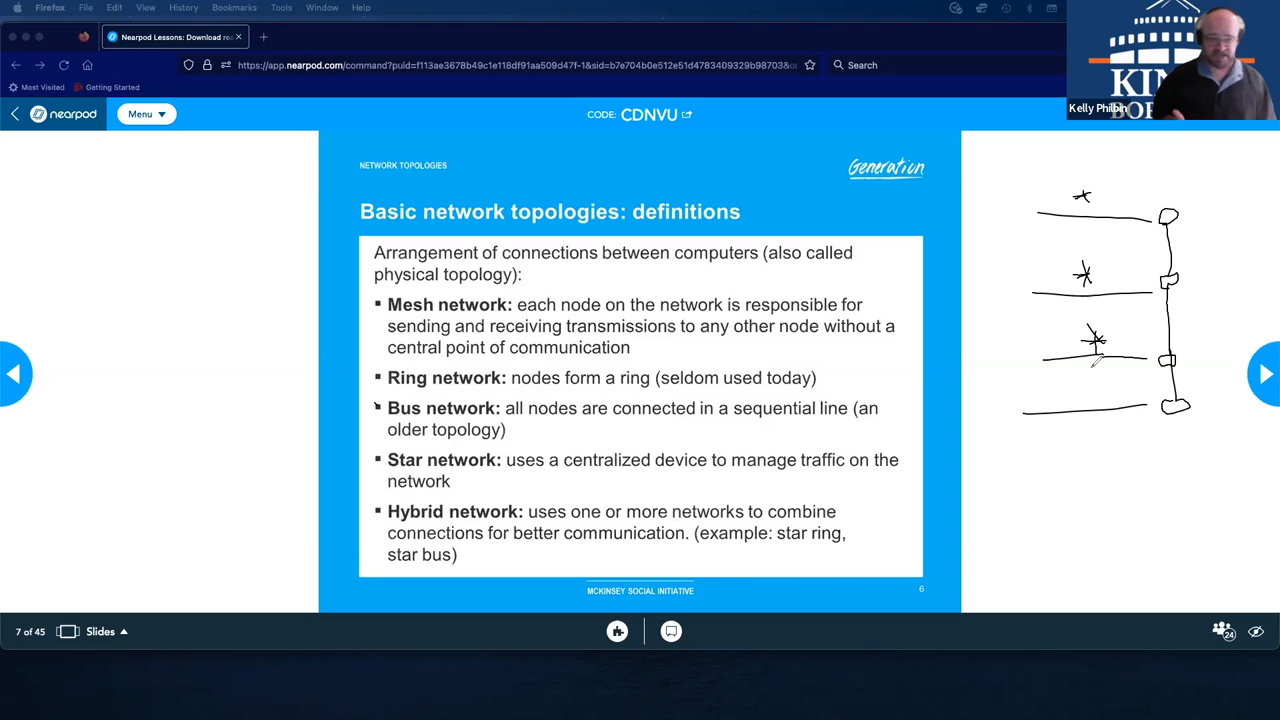 Firefox File Edit View History Bookmarks Tools Window Help
Nearpod Lessons: Download rea
https://app.nearpod.com/command?puid=f113ae3678b49c1e118df91aa509d47f-1&sid=b7e704b0e512e51d4783409329b98703&
Search
Most Visited Getting Started
KIN
BOR
Kelly Philbin
nearpod
Menu
CODE: CDNVU
NETWORK TOPOLOGIES
Generation
Basic network topologies: definitions
Arrangement of connections between computers (also called
physical topology):
▪ Mesh network: each node on the network is responsible for
sending and receiving transmissions to any other node without a
central point of communication
▪ Ring network: nodes form a ring (seldom used today)
▪ Bus network: all nodes are connected in a sequential line (an
older topology)
▪ Star network: uses a centralized device to manage traffic on the
network
▪ Hybrid network: uses one or more networks to combine
connections for better communication. (example: star ring,
star bus)
MCKINSEY SOCIAL INITIATIVE
6
7 of 45 Slides
24